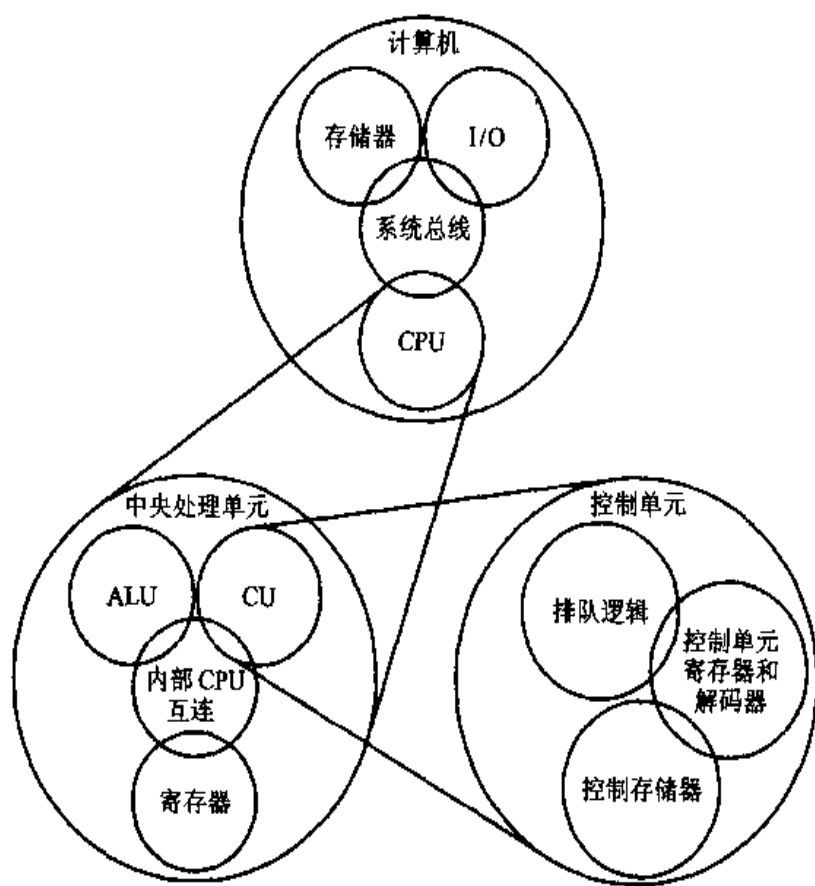 计算机
存储器
I/O
系统总线
CPU
中央处理单元
ALU
CU
内部 CPU
互连
寄存器
控制单元
排队逻辑
控制单元
寄存器和
解码器
控制存储器